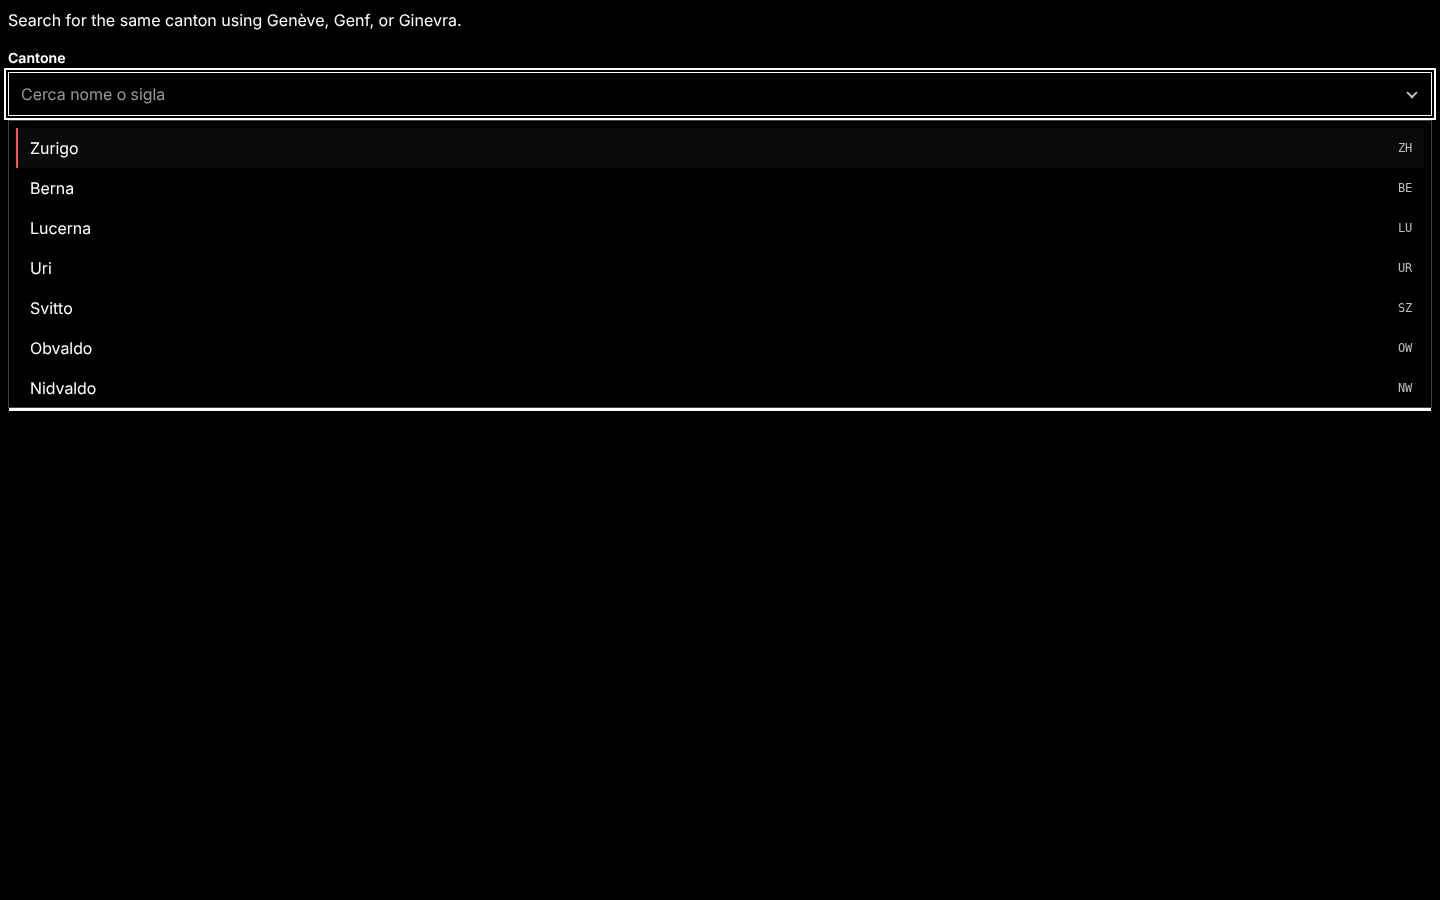 Search for the same canton using Genève, Genf, or Ginevra.
Cantone
Cerca nome o sigla
Zurigo ZH
Berna BE
Lucerna LU
Uri UR
Svitto SZ
Obvaldo OW
Nidvaldo NW